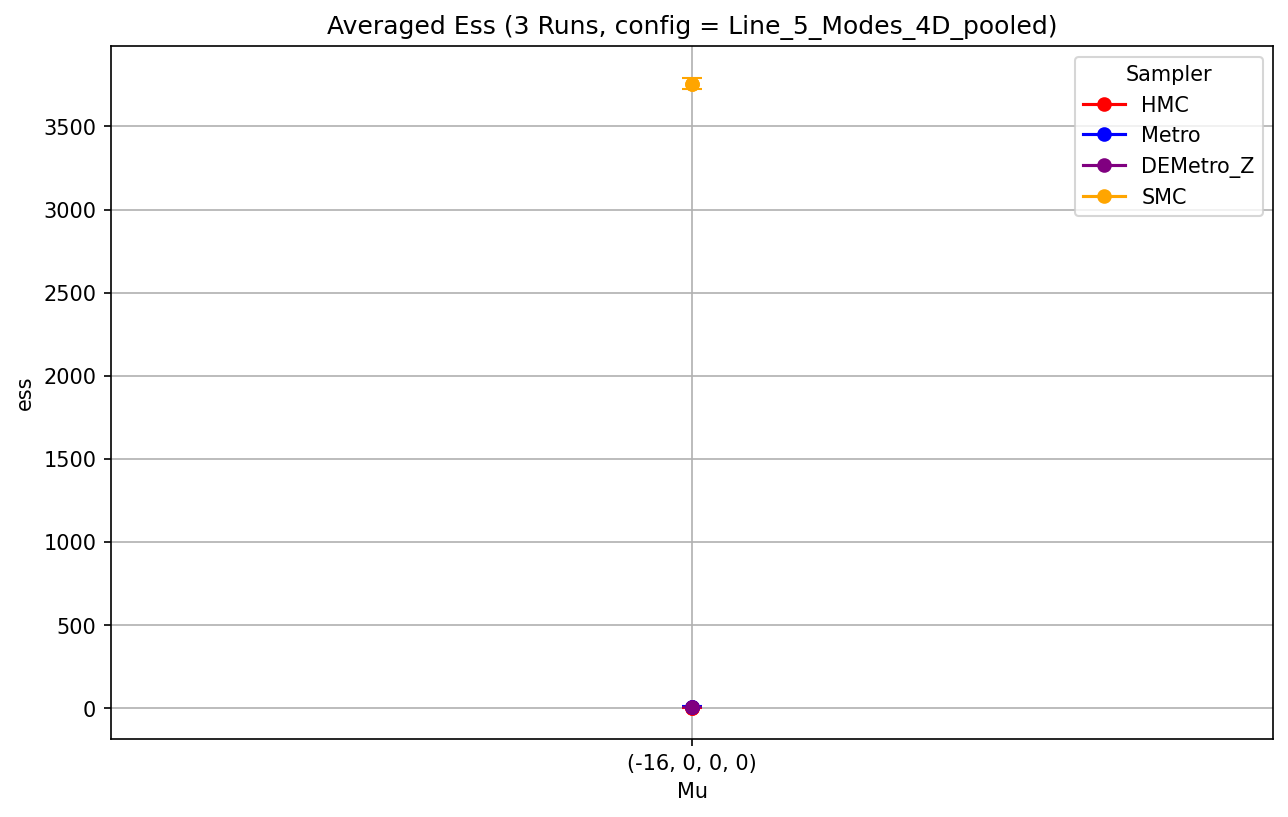 Averaged Ess (3 Runs, config = Line_5_Modes_4D_pooled)
Sampler
HMC
Metro
DEMetro_Z
SMC
3500
3000
2500
2000
1500
1000
500
0
ess
(-16, 0, 0, 0)
Mu